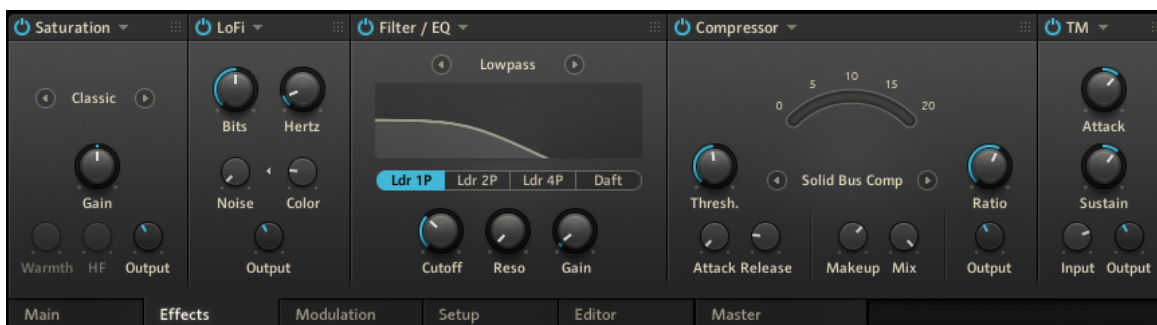 Saturation LoFi Filter / EQ Compressor TM
Lowpass
Classic
0 5 10 15 20
Bits Hertz
Attack
Ldr 1P Ldr 2P Ldr 4P Daft
Solid Bus Comp
Gain Noise Color Thresh. Ratio Sustain
Warmth HF Output Output Cutoff Reso Gain Attack Release Makeup Mix Output Input Output
Main Effects Modulation Setup Editor Master